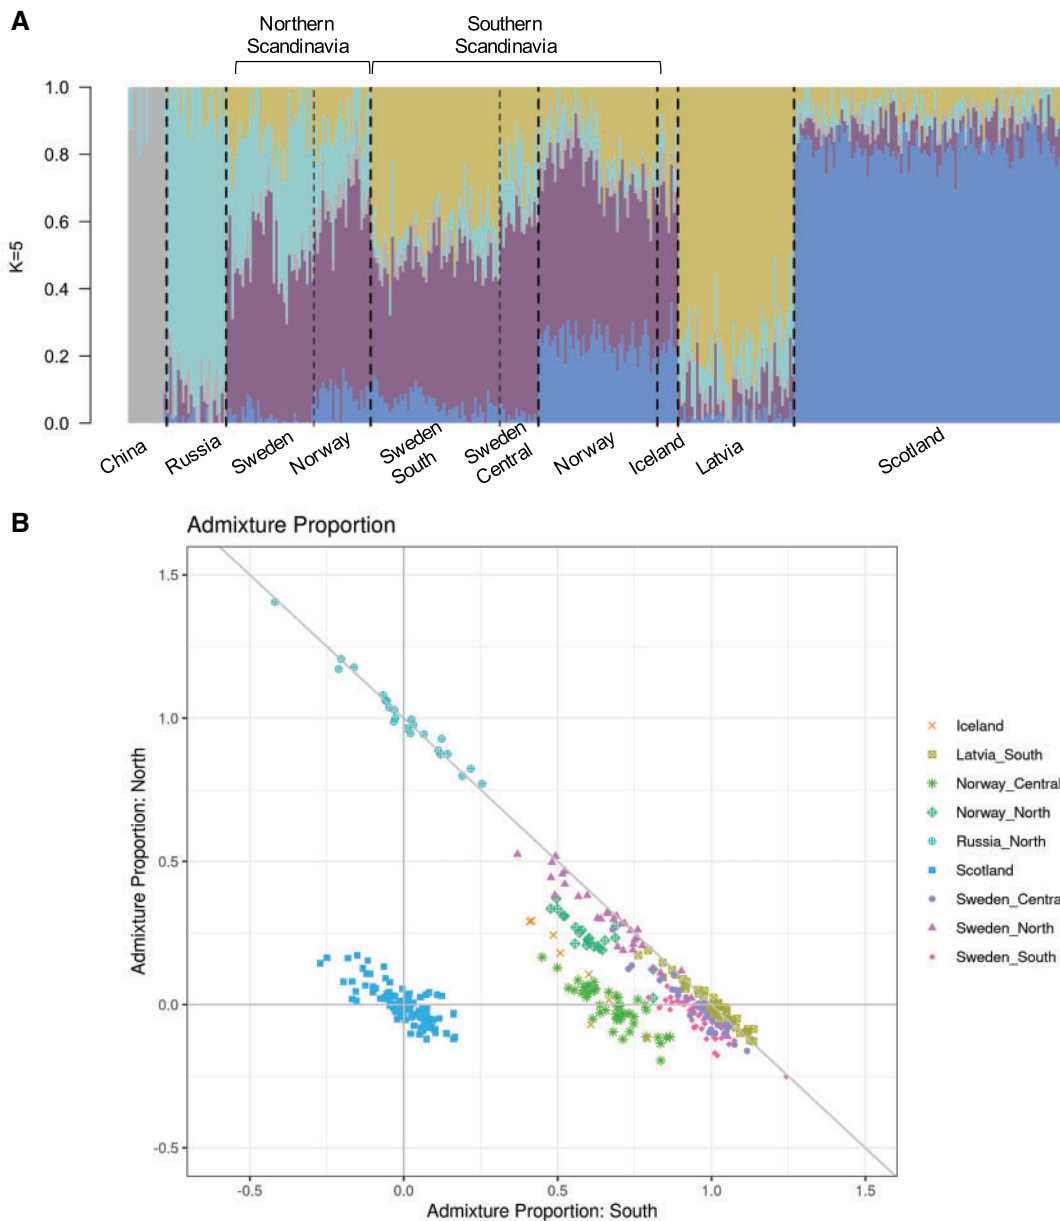 A
Northern
Scandinavia
Southern
Scandinavia
1.0
0.8
0.6
0.4
0.2
0.0
K=5
China
Russia
Sweden
Norway
Sweden
South
Sweden
Central
Norway
Iceland
Latvia
Scotland
B
Admixture Proportion
1.5
1.0
0.5
0.0
-0.5
Admixture Proportion: North
-0.5
0.0
0.5
1.0
1.5
Admixture Proportion: South
Iceland
Latvia_South
Norway_Central
Norway_North
Russia_North
Scotland
Sweden_Centra
Sweden_North
Sweden_South